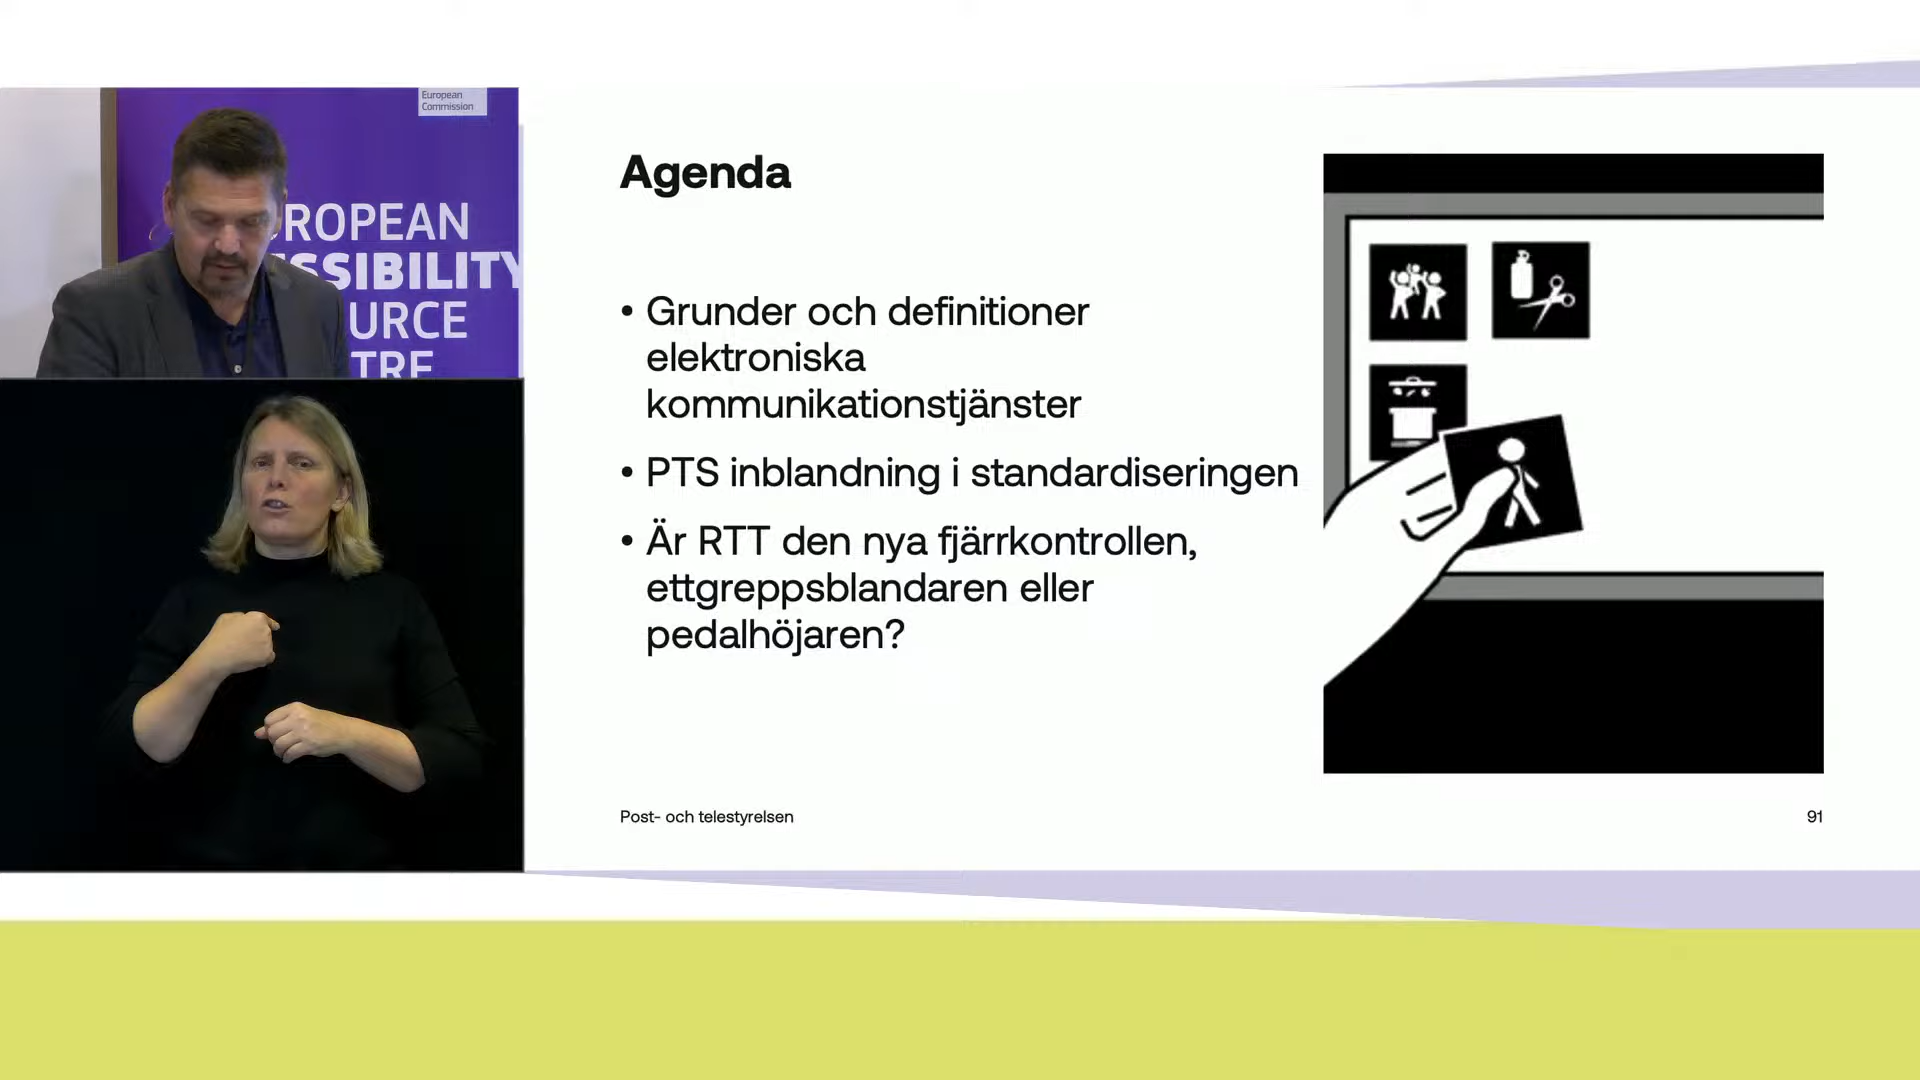 European
Commission
ROPEAN
SSIBILITY
URCE
TRE
Agenda
• Grunder och definitioner
elektroniska
kommunikationstjänster
• PTS inblandning i standardiseringen
• Är RTT den nya fjärrkontrollen,
ettgreppsblandaren eller
pedalhöjaren?
Post- och telestyrelsen
91